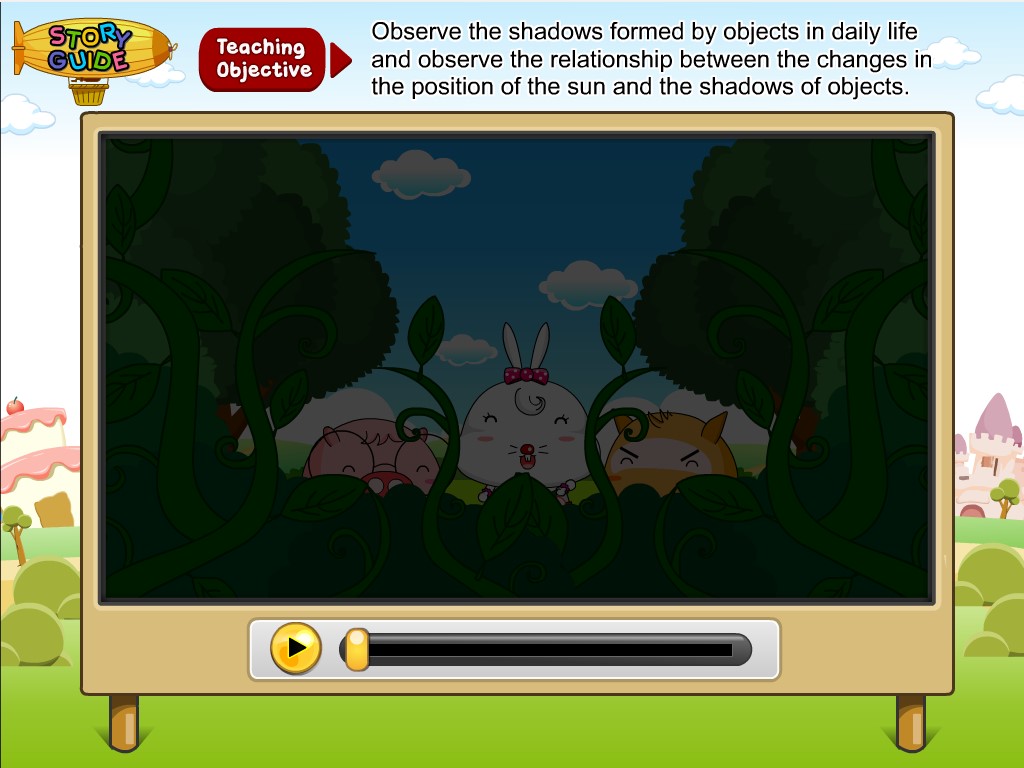 STORY
GUIDE
Teaching
Objective
Observe the shadows formed by objects in daily life
and observe the relationship between the changes in
the position of the sun and the shadows of objects.